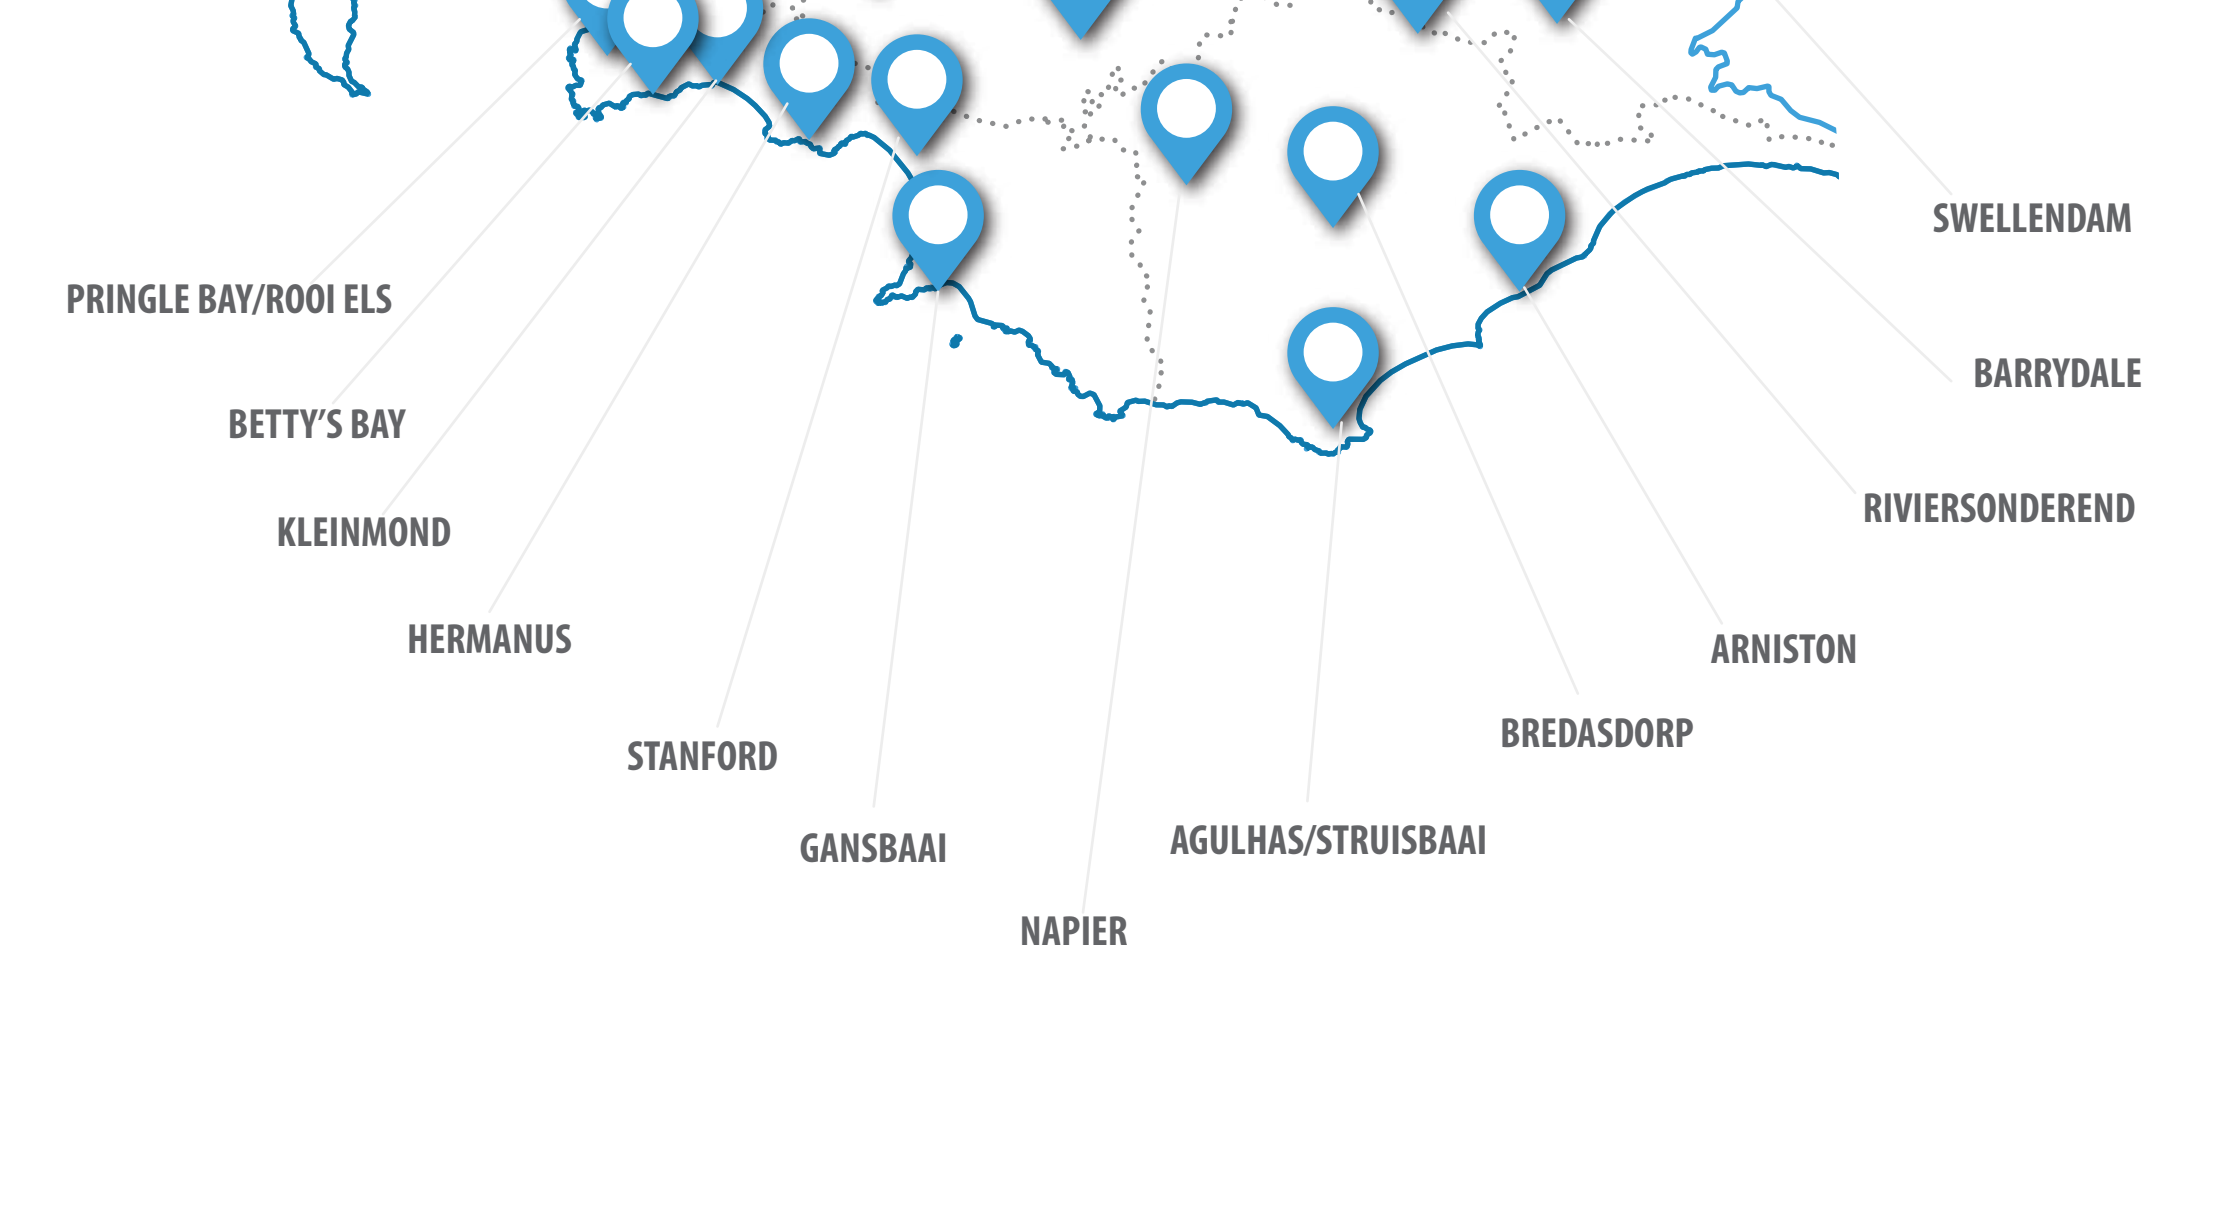 SWELLENDAM
PRINGLE BAY/ROOI ELS
BARRYDALE
BETTY’S BAY
RIVIERSONDEREND
KLEINMOND
HERMANUS
ARNISTON
BREDASDORP
STANFORD
AGULHAS/STRUISBAAI
GANSBAAI
NAPIER